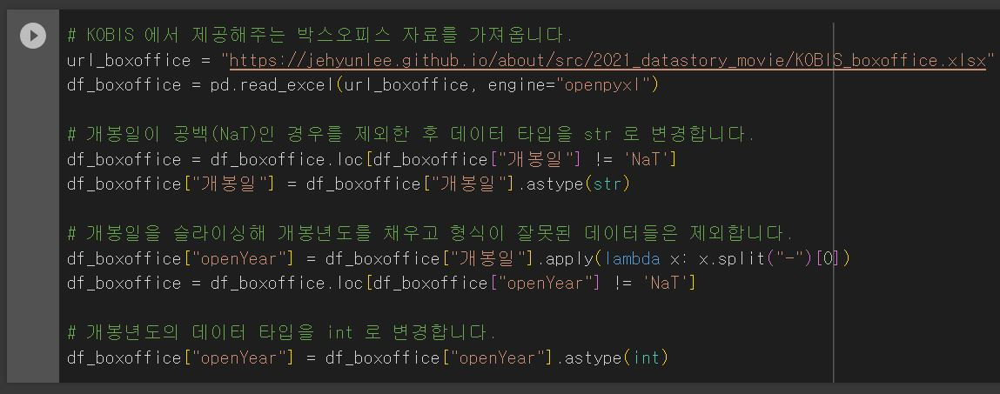 # KOBIS 에서 제공해주는 박스오피스 자료를 가져옵니다.
url_boxoffice = "https://jehyunlee.github.io/about/src/2021_datastory_movie/KOBIS_boxoffice.xlsx"
df_boxoffice = pd.read_excel(url_boxoffice, engine="openpyxl")
# 개봉일이 공백(NaT)인 경우를 제외한 후 데이터 타입을 str 로 변경합니다.
df_boxoffice = df_boxoffice.loc[df_boxoffice["개봉일"] != 'NaT']
df_boxoffice["개봉일"] = df_boxoffice["개봉일"].astype(str)
# 개봉일을 슬라이싱해 개봉년도를 채우고 형식이 잘못된 데이터들은 제외합니다.
df_boxoffice["openYear"] = df_boxoffice["개봉일"].apply(lambda x: x.split("-")[0])
df_boxoffice = df_boxoffice.loc[df_boxoffice["openYear"] != 'NaT']
# 개봉년도의 데이터 타입을 int 로 변경합니다.
df_boxoffice["openYear"] = df_boxoffice["openYear"].astype(int)